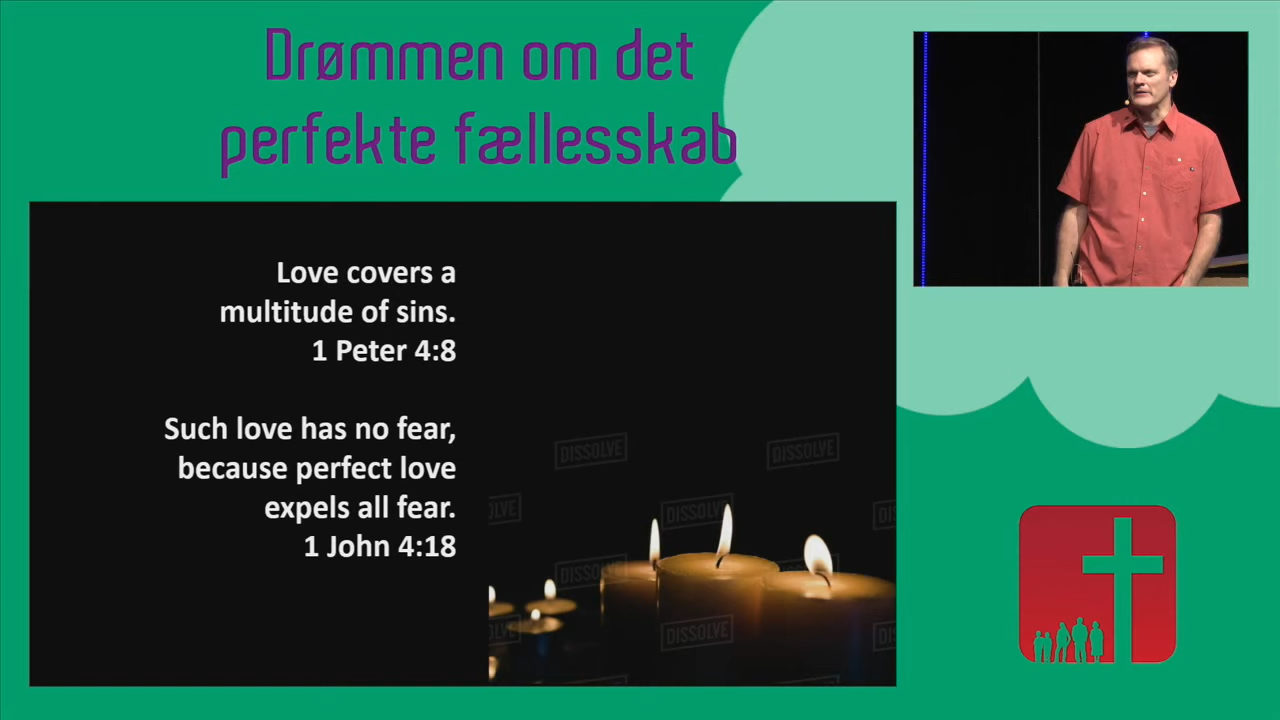 Drømmen om det
perfekte fællesskab
Love covers a
multitude of sins.
1 Peter 4:8
Such love has no fear,
because perfect love
expels all fear.
1 John 4:18
DISSOLVE
DISSOLVE
DISSOLVE
DISSOLVE
DISSOLVE